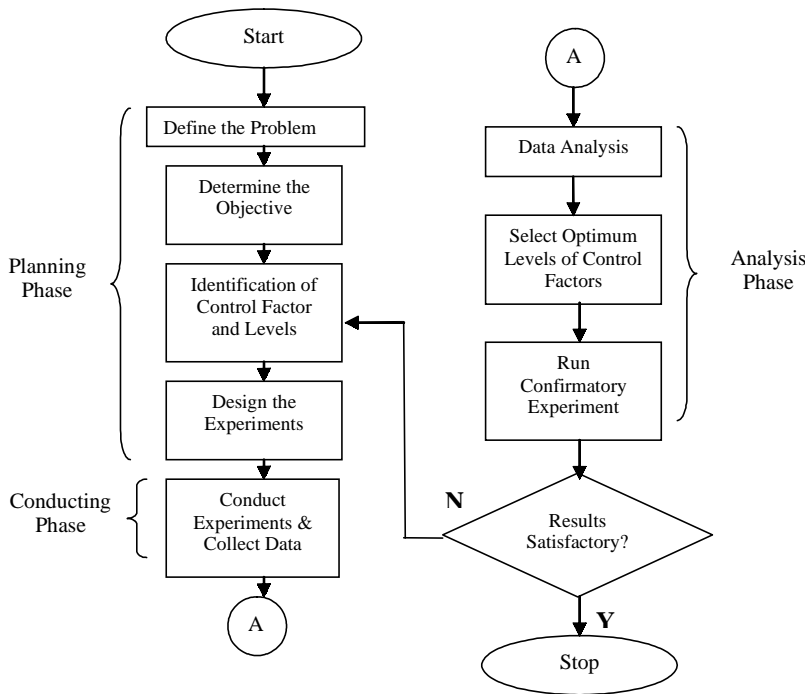 Start
Define the Problem
Determine the
Objective
Identification of
Control Factor
and Levels
Design the
Experiments
Planning
Phase
Conduct
Experiments &
Collect Data
Conducting
Phase
A
A
Data Analysis
Select Optimum
Levels of Control
Factors
Run
Confirmatory
Experiment
Analysis
Phase
Results
Satisfactory?
N
Y
Stop